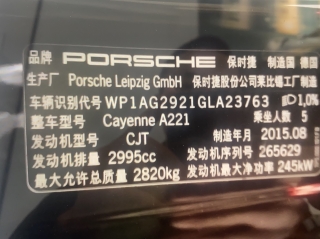 品牌 PORSCHE 保时捷 制造国 德国
生产厂 Porsche Leipzig GmbH 保时捷股份公司莱比锡工厂制造
车辆识别代号 WP1AG2921GLA23763 1,0%
整车型号 Cayenne A221 乘坐人数 5
发动机型号 CJT 制造年月 2015.08
发动机排量 2995cc 发动机序列号 265629
最大允许总质量 2820kg 发动机最大净功率 245kW